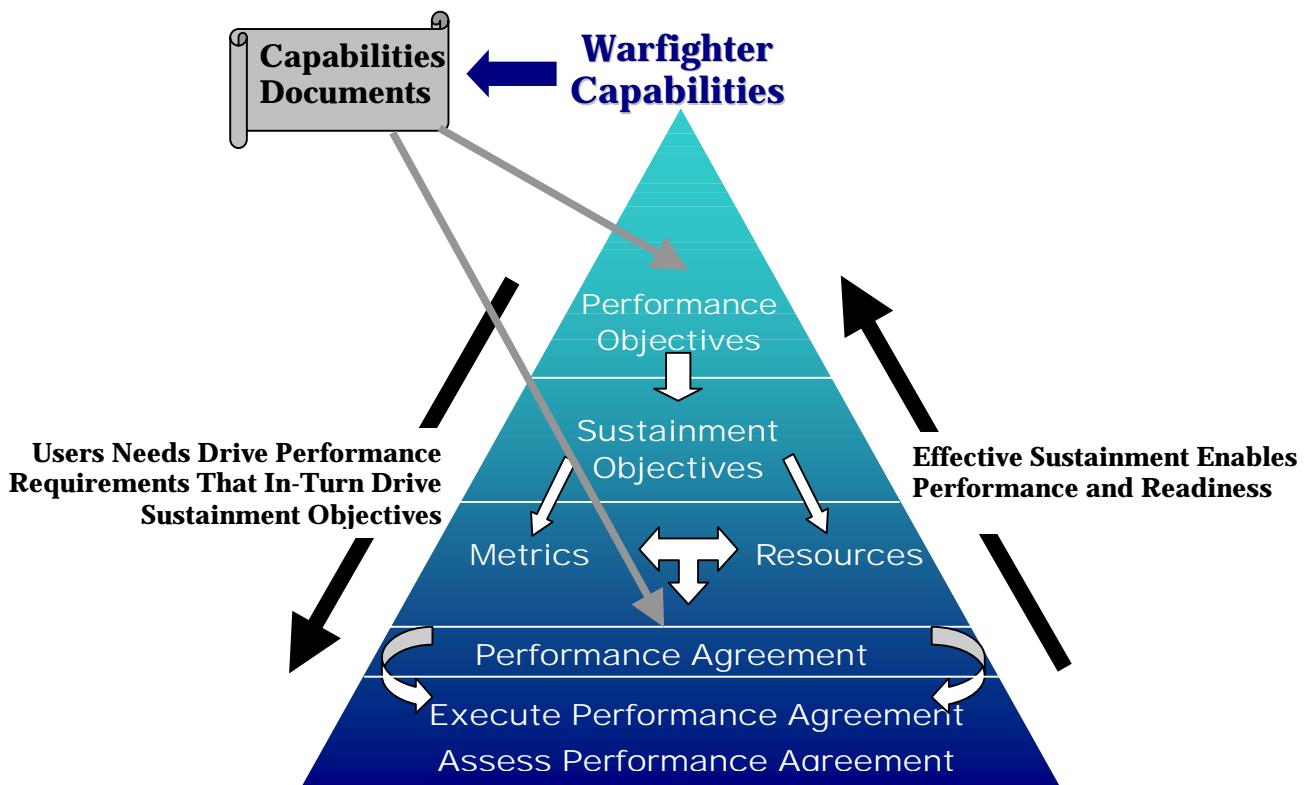 Capabilities
Documents
Warfighter
Capabilities
Performance
Objectives
Sustainment
Objectives
Users Needs Drive Performance
Requirements That In-Turn Drive
Sustainment Objectives
Effective Sustainment Enables
Performance and Readiness
Metrics
Resources
Performance Agreement
Execute Performance Agreement
Assess Performance Agreement